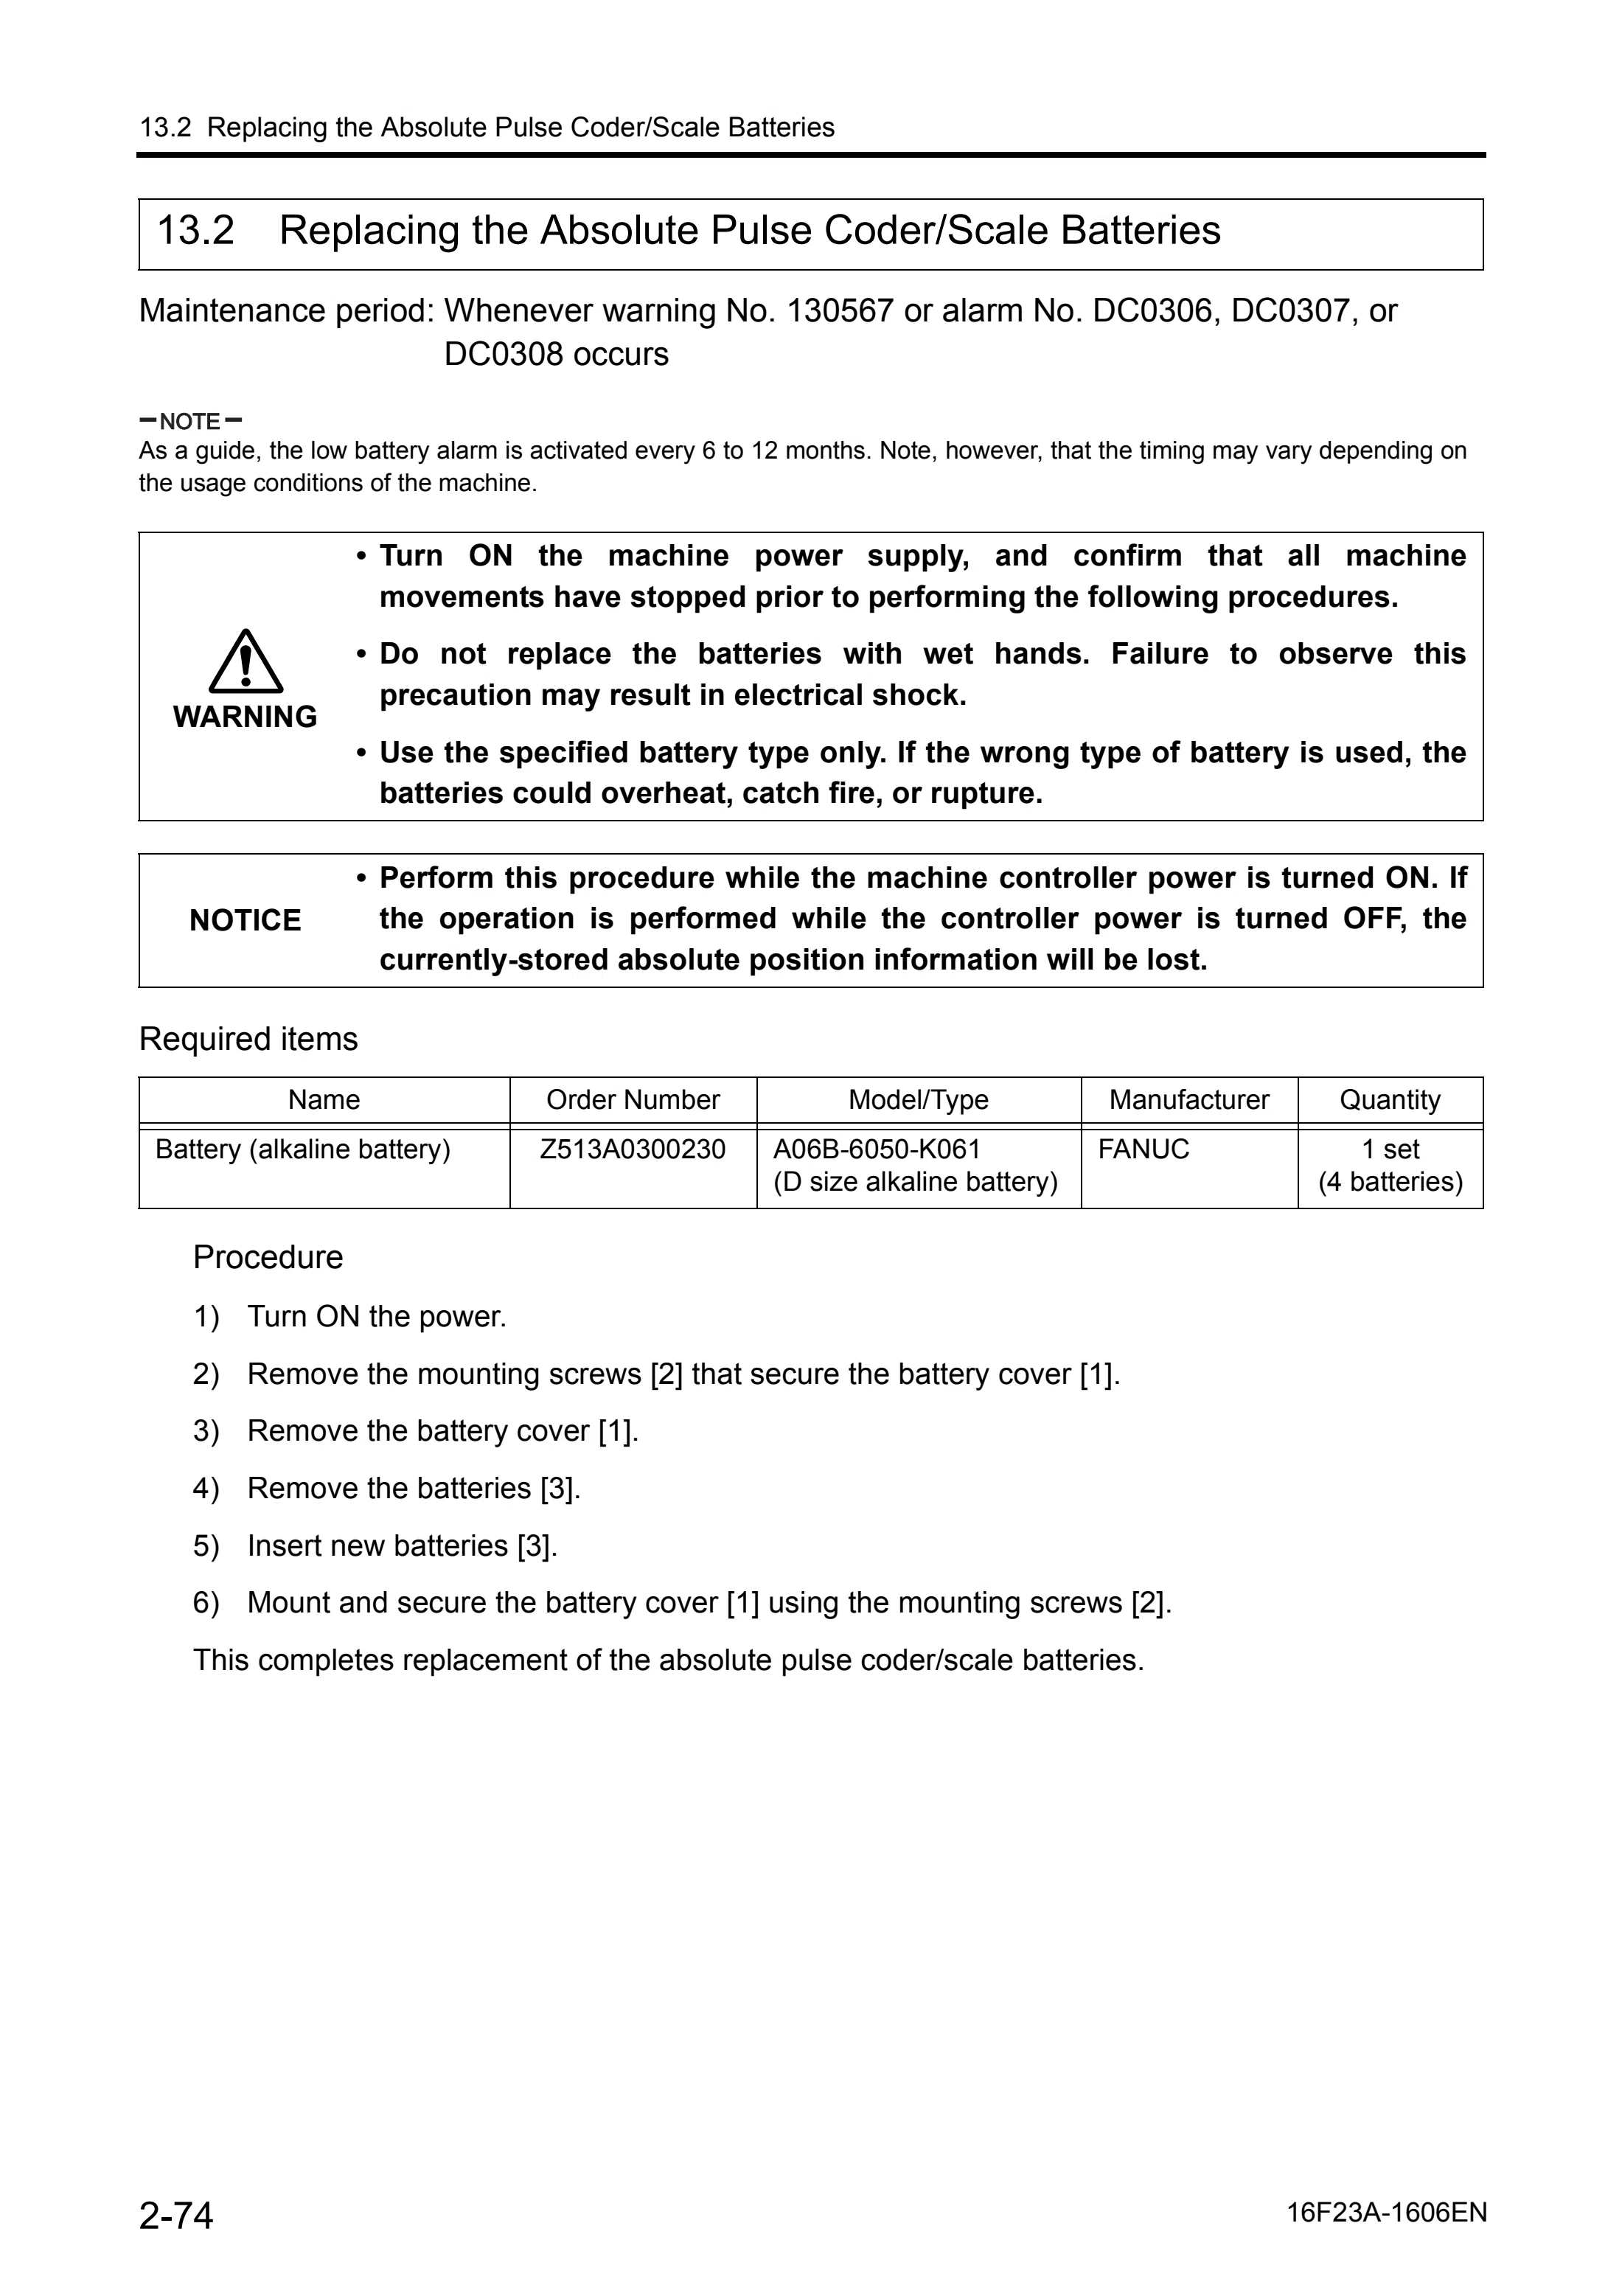 13.2 Replacing the Absolute Pulse Coder/Scale Batteries
13.2 Replacing the Absolute Pulse Coder/Scale Batteries
Maintenance period: Whenever warning No. 130567 or alarm No. DC0306, DC0307, or
DC0308 occurs
NOTE
As a guide, the low battery alarm is activated every 6 to 12 months. Note, however, that the timing may vary depending on
the usage conditions of the machine.
WARNING
• Turn ON the machine power supply, and confirm that all machine
movements have stopped prior to performing the following procedures.
• Do not replace the batteries with wet hands. Failure to observe this
precaution may result in electrical shock.
• Use the specified battery type only. If the wrong type of battery is used, the
batteries could overheat, catch fire, or rupture.
NOTICE
• Perform this procedure while the machine controller power is turned ON. If
the operation is performed while the controller power is turned OFF, the
currently-stored absolute position information will be lost.
Required items
Name Order Number Model/Type Manufacturer Quantity
Battery (alkaline battery) Z513A0300230 A06B-6050-K061 FANUC 1 set
(D size alkaline battery) (4 batteries)
Procedure
1) Turn ON the power.
2) Remove the mounting screws [2] that secure the battery cover [1].
3) Remove the battery cover [1].
4) Remove the batteries [3].
5) Insert new batteries [3].
6) Mount and secure the battery cover [1] using the mounting screws [2].
This completes replacement of the absolute pulse coder/scale batteries.
2-74 16F23A-1606EN